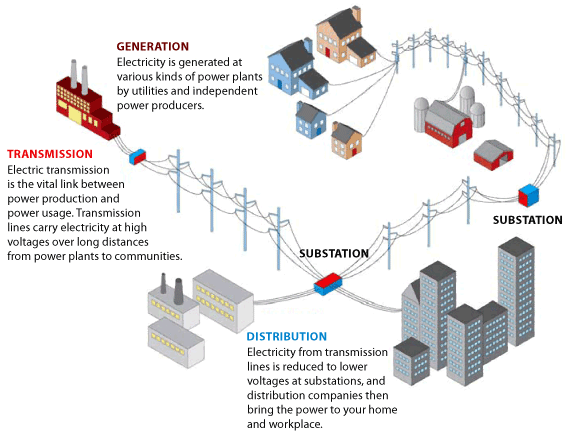 GENERATION
Electricity is generated at
various kinds of power plants
by utilities and independent
power producers.
TRANSMISSION
Electric transmission
is the vital link between
power production and
power usage. Transmission
lines carry electricity at high
voltages over long distances
from power plants to communities.
SUBSTATION
SUBSTATION
DISTRIBUTION
Electricity from transmission
lines is reduced to lower
voltages at substations, and
distribution companies then
bring the power to your home
and workplace.